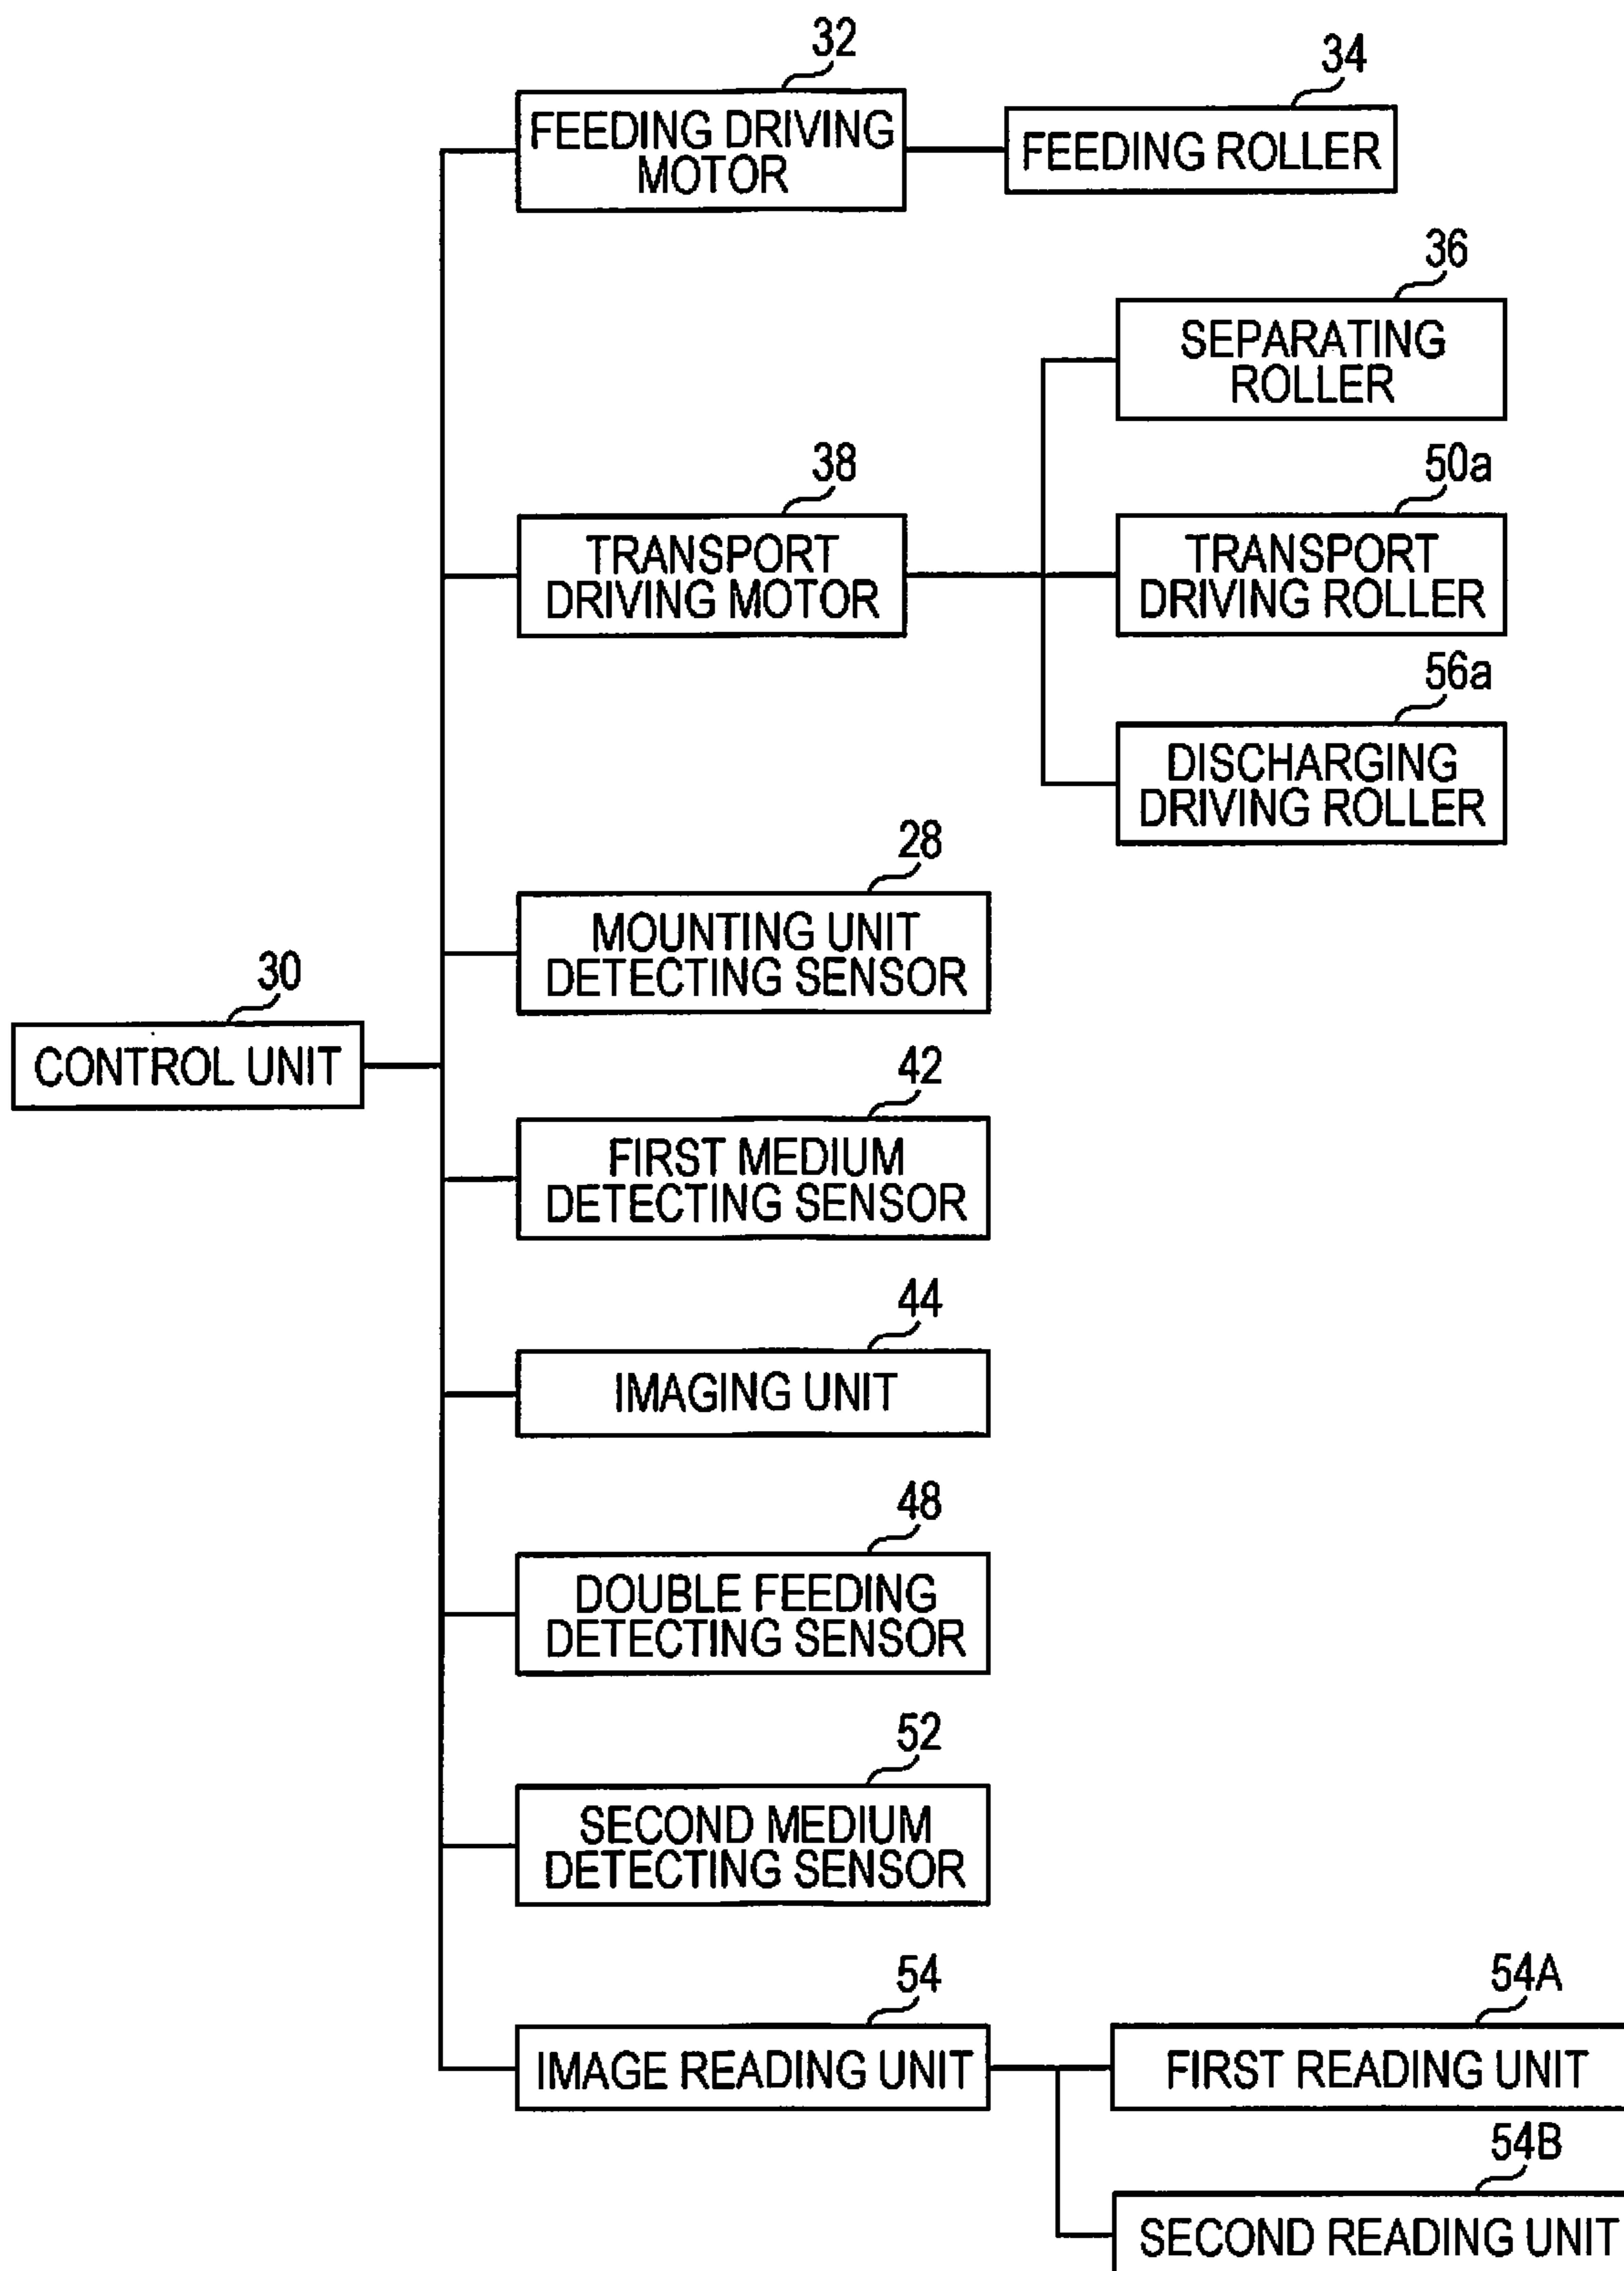 32
FEEDING DRIVING
MOTOR
34
FEEDING ROLLER
36
SEPARATING
ROLLER
38
TRANSPORT
DRIVING MOTOR
50a
TRANSPORT
DRIVING ROLLER
56a
DISCHARGING
DRIVING ROLLER
28
MOUNTING UNIT
DETECTING SENSOR
30
CONTROL UNIT
42
FIRST MEDIUM
DETECTING SENSOR
44
IMAGING UNIT
48
DOUBLE FEEDING
DETECTING SENSOR
52
SECOND MEDIUM
DETECTING SENSOR
54
IMAGE READING UNIT
54A
FIRST READING UNIT
54B
SECOND READING UNIT